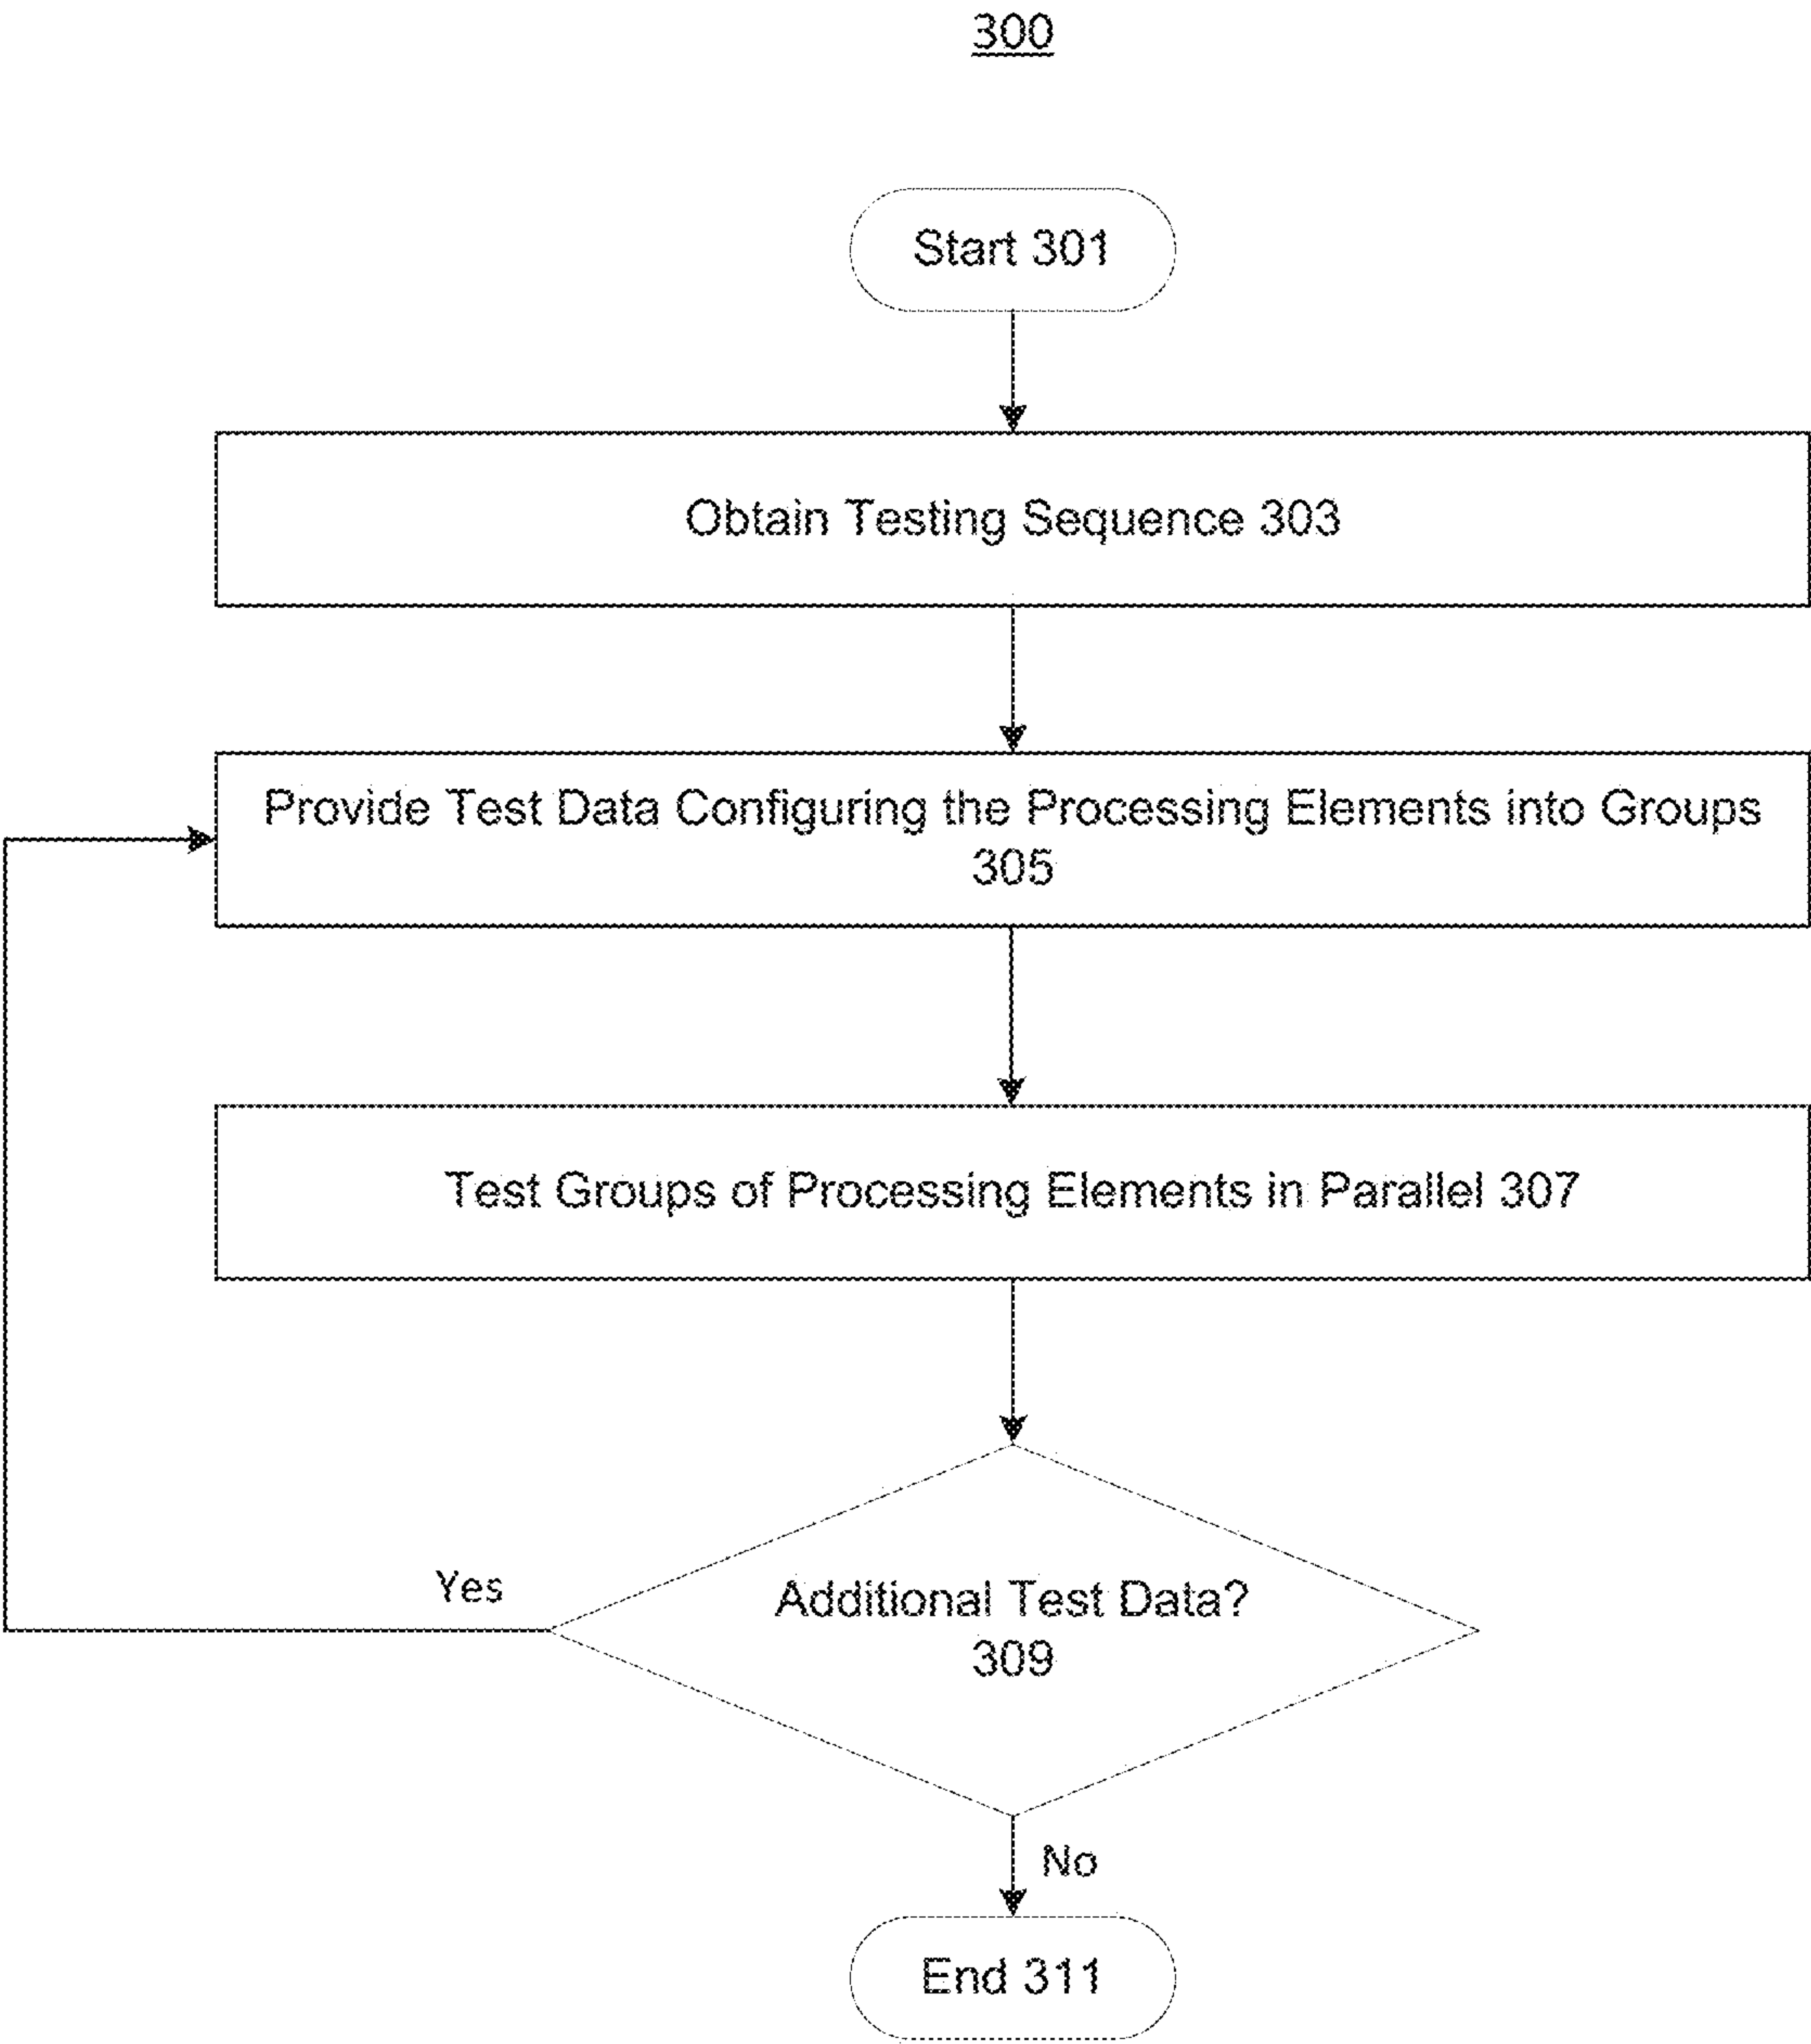 300
Start 301
Obtain Testing Sequence 303
Provide Test Data Configuring the Processing Elements into Groups
305
Test Groups of Processing Elements in Parallel 307
Yes
Additional Test Data?
309
No
End 311